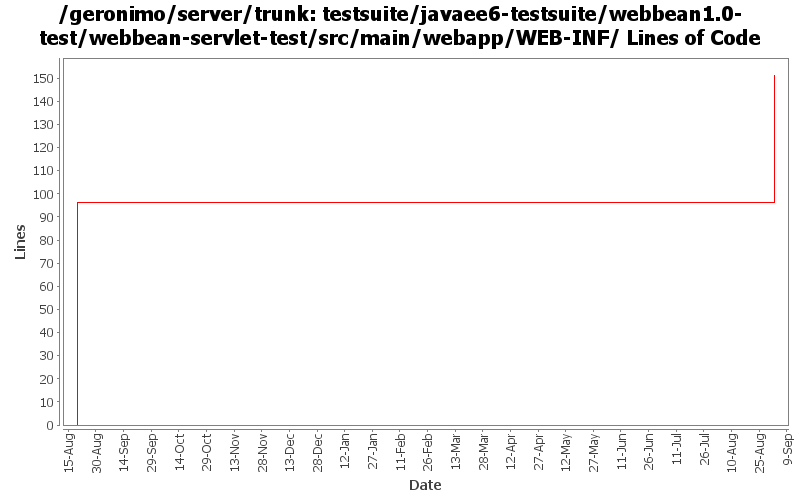 /geronimo/server/trunk: testsuite/javaee6-testsuite/webbean1.0-
test/webbean-servlet-test/src/main/webapp/WEB-INF/ Lines of Code
150
140
130
120
110
100
90
80
70
60
50
40
30
20
10
0
Lines
15-Aug
30-Aug
14-Sep
29-Sep
14-Oct
29-Oct
13-Nov
28-Nov
13-Dec
28-Dec
12-Jan
27-Jan
11-Feb
26-Feb
13-Mar
28-Mar
12-Apr
27-Apr
12-May
27-May
11-Jun
26-Jun
11-Jul
26-Jul
10-Aug
25-Aug
9-Sep
Date